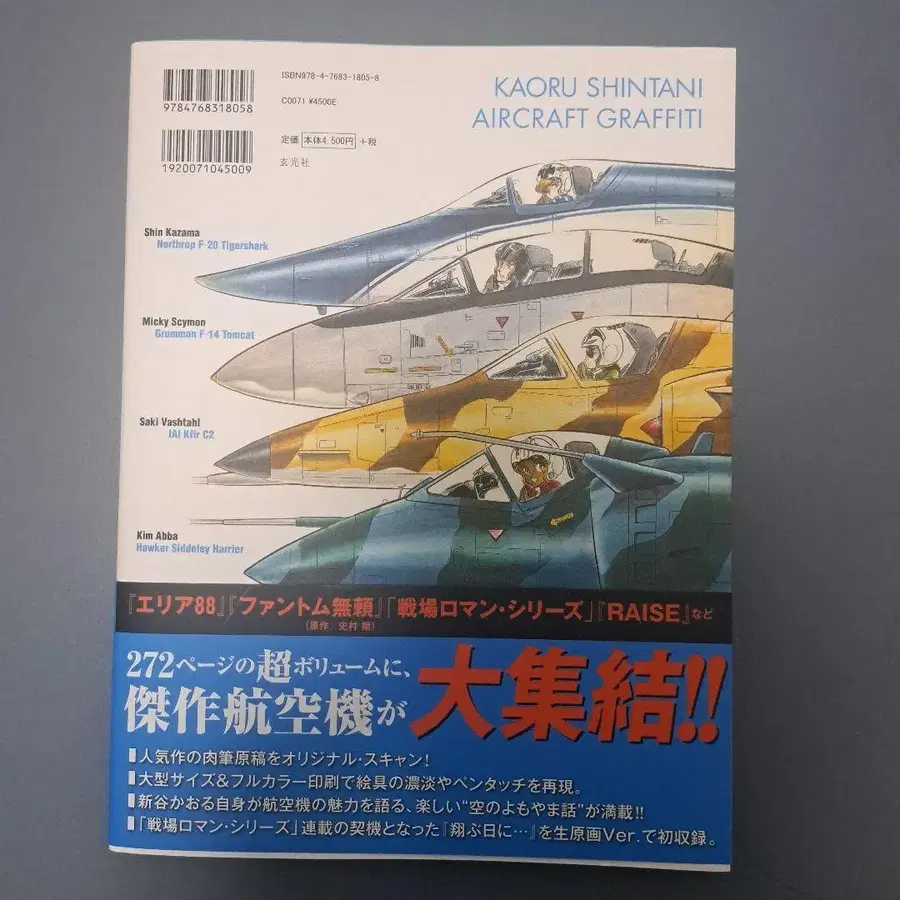 ISBN978-4-7683-1805-8
9784768318058
C0071 ¥4500E
定価 本体4,500円 +税
玄光社
1920071045009
KAORU SHINTANI
AIRCRAFT GRAFFITI
Shin Kazama
Northrop F-20 Tigershark
Micky Scymon
Grumman F-14 Tomcat
Saki Vashtahl
IAI Kfir C2
Kim Abba
Hawker Siddeley Harrier
『エリア88』『ファントム無頼』「戦場ロマン・シリーズ」『RAISE』など
(原作/史村 翔)
272ページの超ボリュームに、
傑作航空機が大集結!!
▮人気作の肉筆原稿をオリジナル・スキャン!
▮大型サイズ&フルカラー印刷で絵具の濃淡やペンタッチを再現。
▮新谷かおる自身が航空機の魅力を語る、楽しい“空のよもやま話”が満載!!
▮「戦場ロマン・シリーズ」連載の契機となった『翔ぶ日に…』を生原画Ver.で初収録。